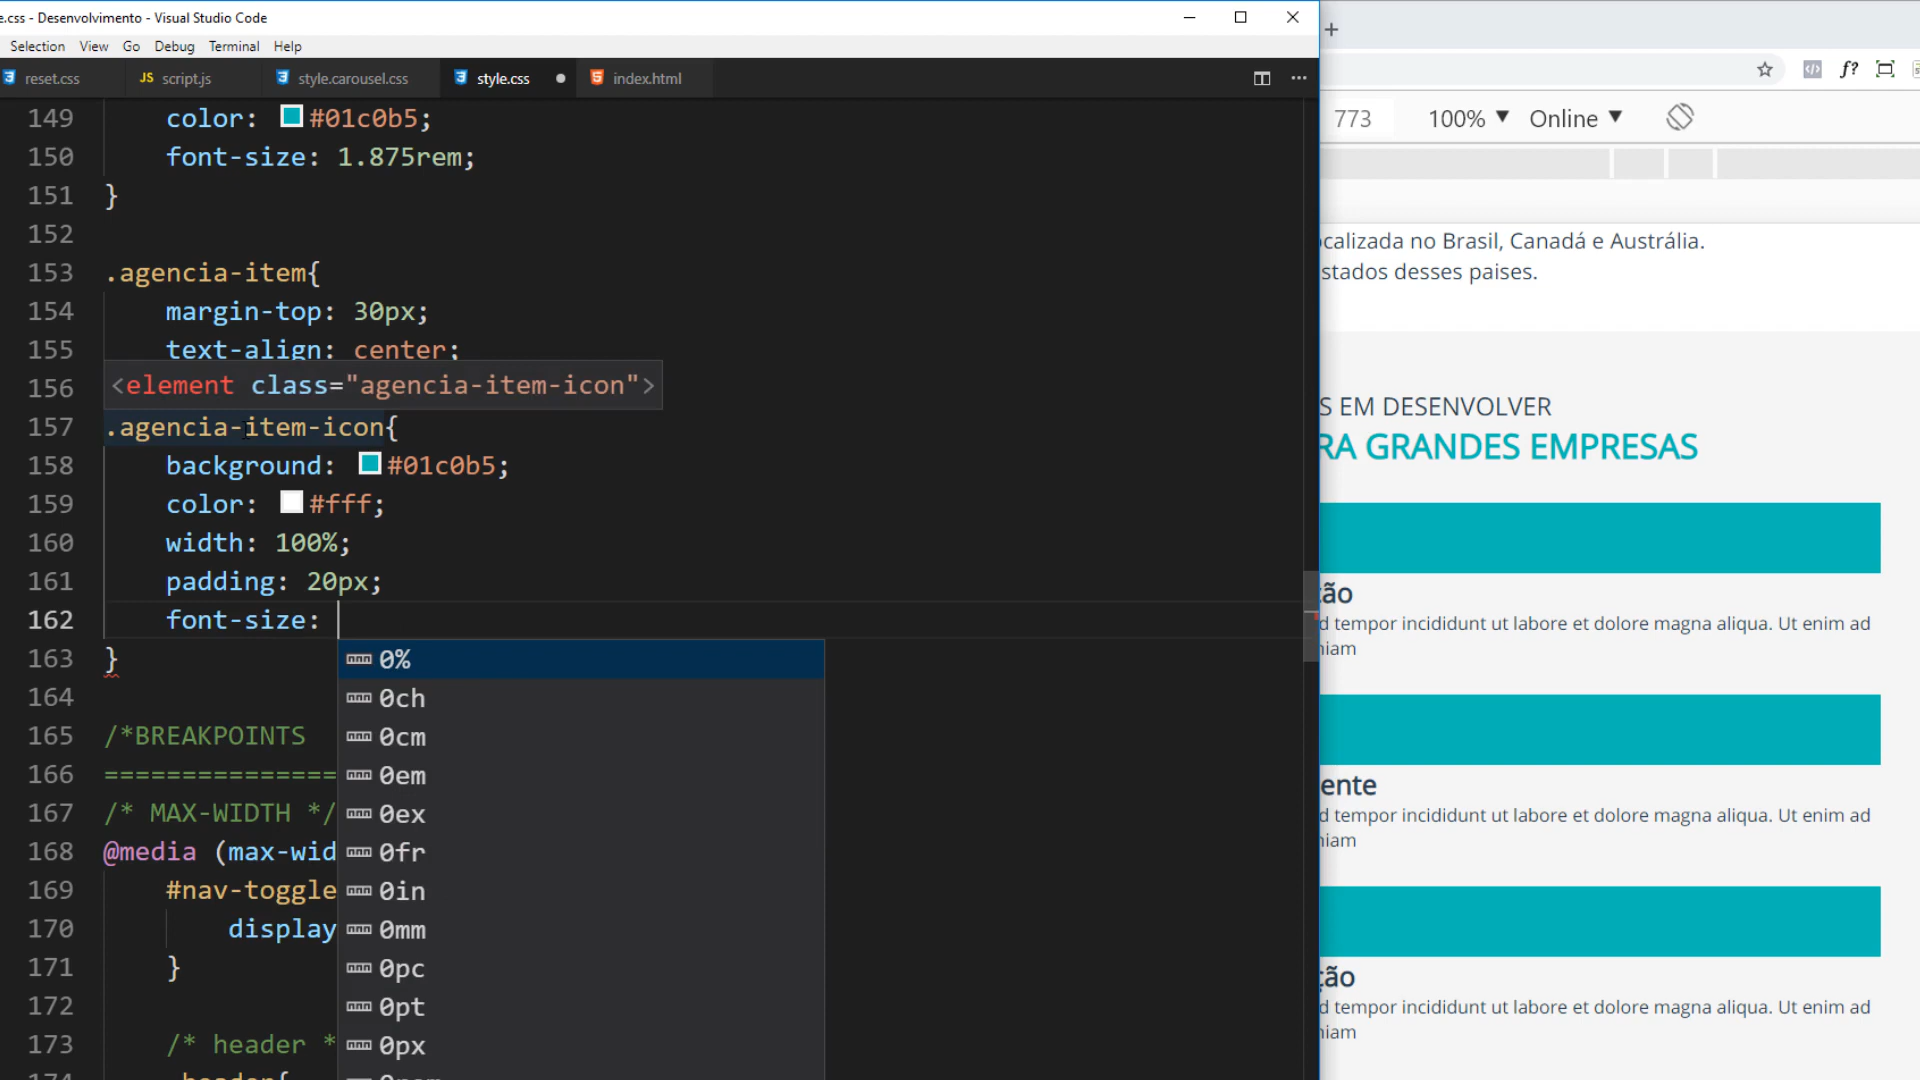 e.css - Desenvolvimento - Visual Studio Code
Selection View Go Debug Terminal Help
reset.css JS script.js style.carousel.css style.css index.html
149 color: #01c0b5;
150 font-size: 1.875rem;
151 }
152
153 .agencia-item{
154 margin-top: 30px;
155 text-align: center;
156 <element class="agencia-item-icon">
157 .agencia-item-icon{
158 background: #01c0b5;
159 color: #fff;
160 width: 100%;
161 padding: 20px;
162 font-size:
163 }
164
165 /*BREAKPOINTS
166 ===============
167 /* MAX-WIDTH */
168 @media (max-wid
169 #nav-toggle
170 display
171 }
172
173 /* header *
0%
0ch
0cm
0em
0ex
0fr
0in
0mm
0pc
0pt
0px
773 100% Online
ocalizada no Brasil, Canadá e Austrália.
stados desses paises.
S EM DESENVOLVER
RA GRANDES EMPRESAS
ção
d tempor incididunt ut labore et dolore magna aliqua. Ut enim ad
niam
ente
d tempor incididunt ut labore et dolore magna aliqua. Ut enim ad
niam
ção
d tempor incididunt ut labore et dolore magna aliqua. Ut enim ad
niam